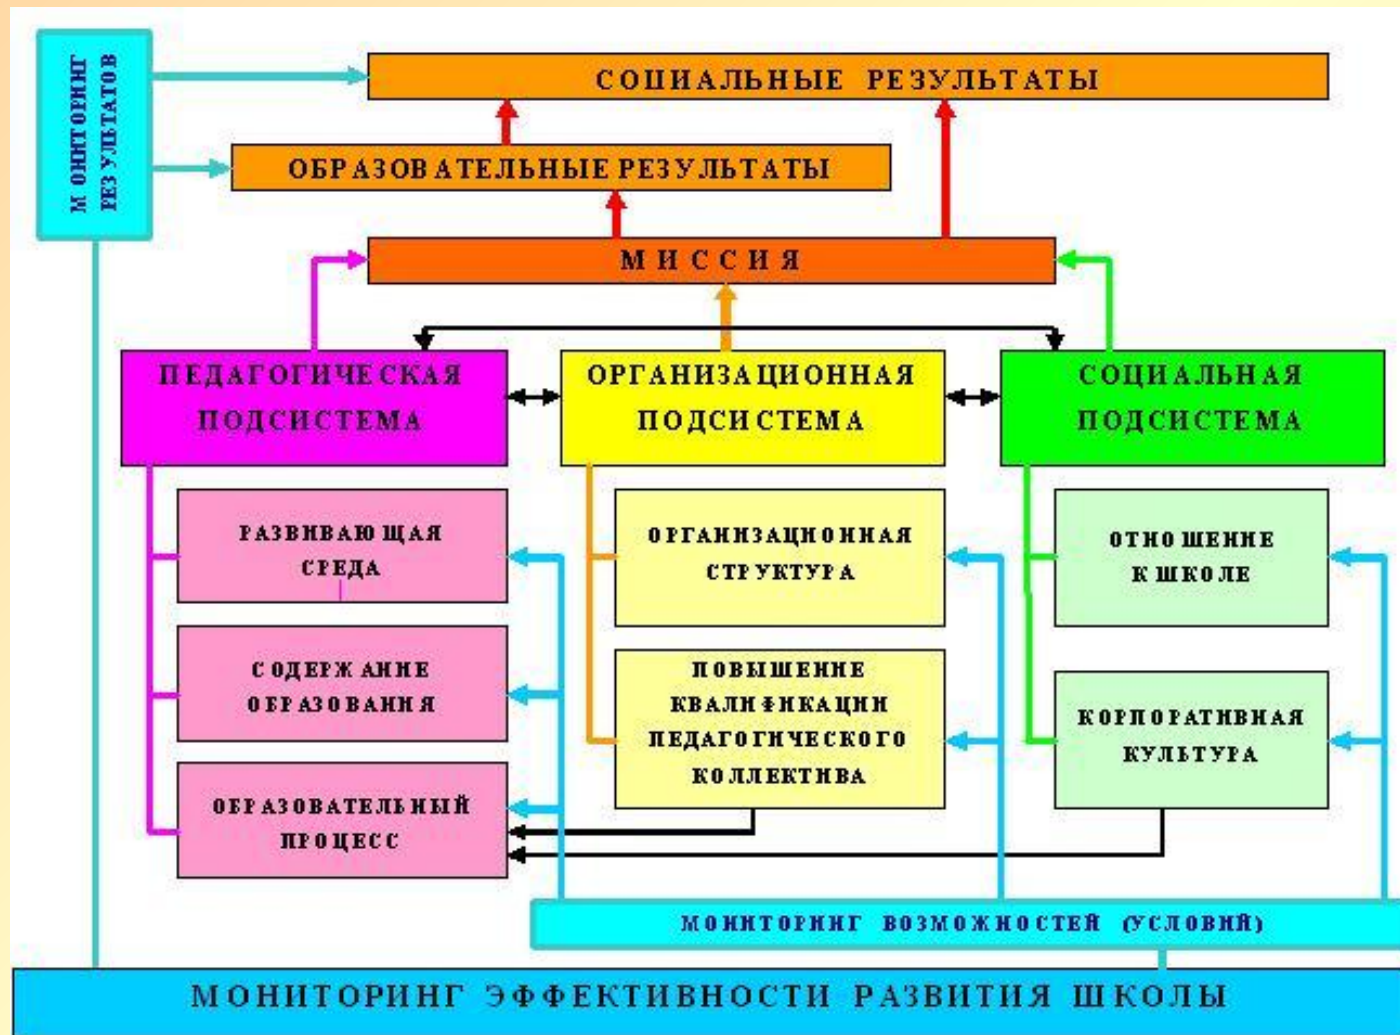 МОНИТОРИНГ
РЕЗУЛЬТАТОВ
СОЦИАЛЬНЫЕ РЕЗУЛЬТАТЫ
ОБРАЗОВАТЕЛЬНЫЕ РЕЗУЛЬТАТЫ
МИССИЯ
ПЕДАГОГИЧЕСКАЯ
ПОДСИСТЕМА
ОРГАНИЗАЦИОННАЯ
ПОДСИСТЕМА
СОЦИАЛЬНАЯ
ПОДСИСТЕМА
РАЗВИВАЮЩАЯ
СРЕДА
СОДЕРЖАНИЕ
ОБРАЗОВАНИЯ
ОБРАЗОВАТЕЛЬНЫЙ
ПРОЦЕСС
ОРГАНИЗАЦИОННАЯ
СТРУКТУРА
ПОВЫШЕНИЕ
КВАЛИФИКАЦИИ
ПЕДАГОГИЧЕСКОГО
КОЛЛЕКТИВА
ОТНОШЕНИЕ
К ШКОЛЕ
КОРПОРАТИВНАЯ
КУЛЬТУРА
МОНИТОРИНГ ВОЗМОЖНОСТЕЙ (УСЛОВИЙ)
МОНИТОРИНГ ЭФФЕКТИВНОСТИ РАЗВИТИЯ ШКОЛЫ